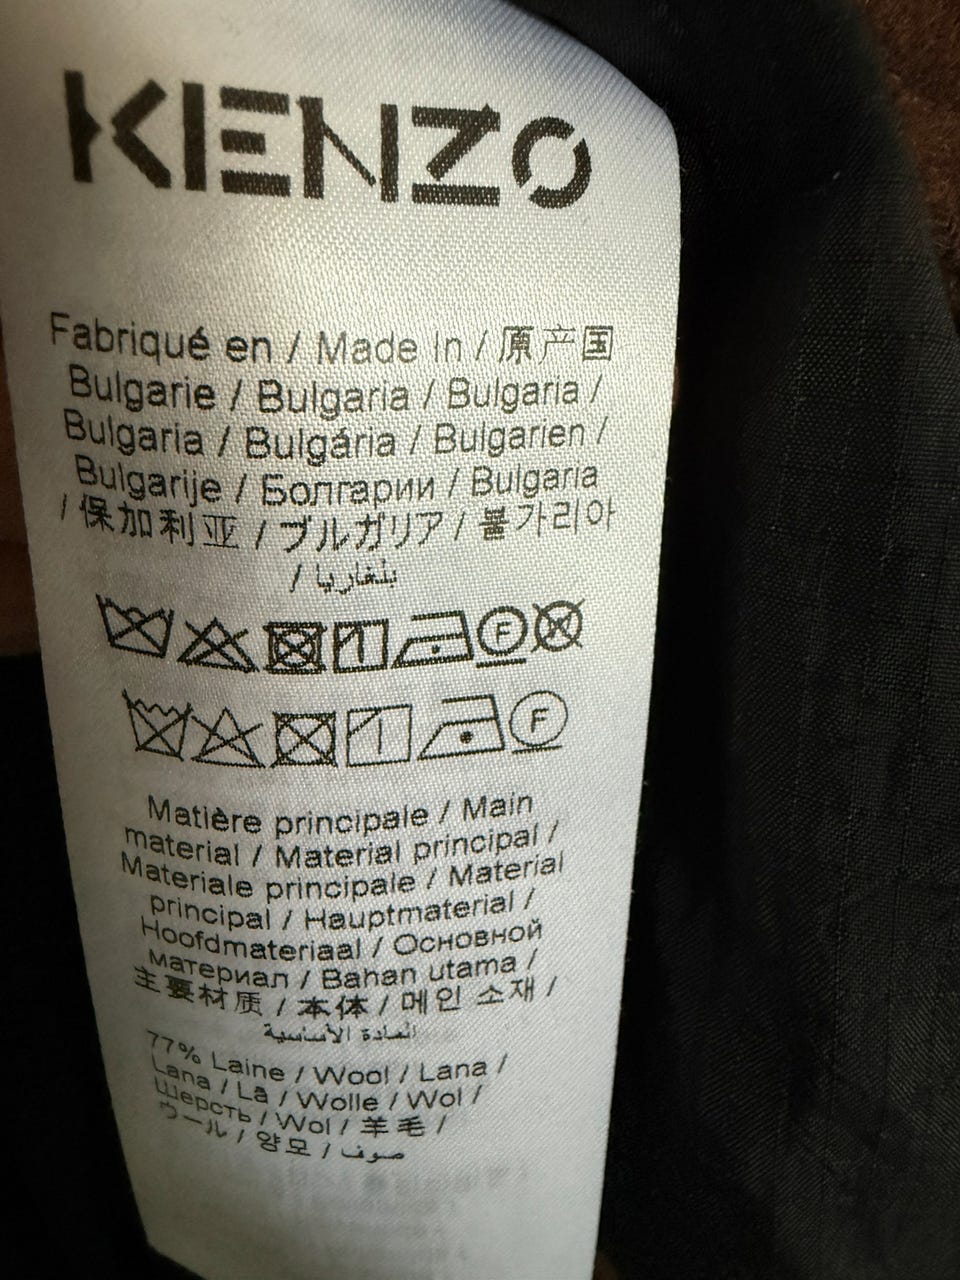 KENZO
Fabriqué en / Made In / 原产国
Bulgarie / Bulgaria / Bulgaria /
Bulgaria / Bulgária / Bulgarien /
Bulgarije / Болгарии / Bulgaria
/ 保加利亚 / ブルガリア / 불가리아
/ بلغاريا
F
F
Matière principale / Main
material / Material principal /
Materiale principale / Material
principal / Hauptmaterial /
Hoofdmateriaal / Основной
материал / Bahan utama /
主要材质 / 本体 / 메인 소재 /
المادة الأساسية
77% Laine / Wool / Lana /
Lana / Lã / Wolle / Wol /
Шерсть / Wol / 羊毛 /
ウール / 양모 / صوف